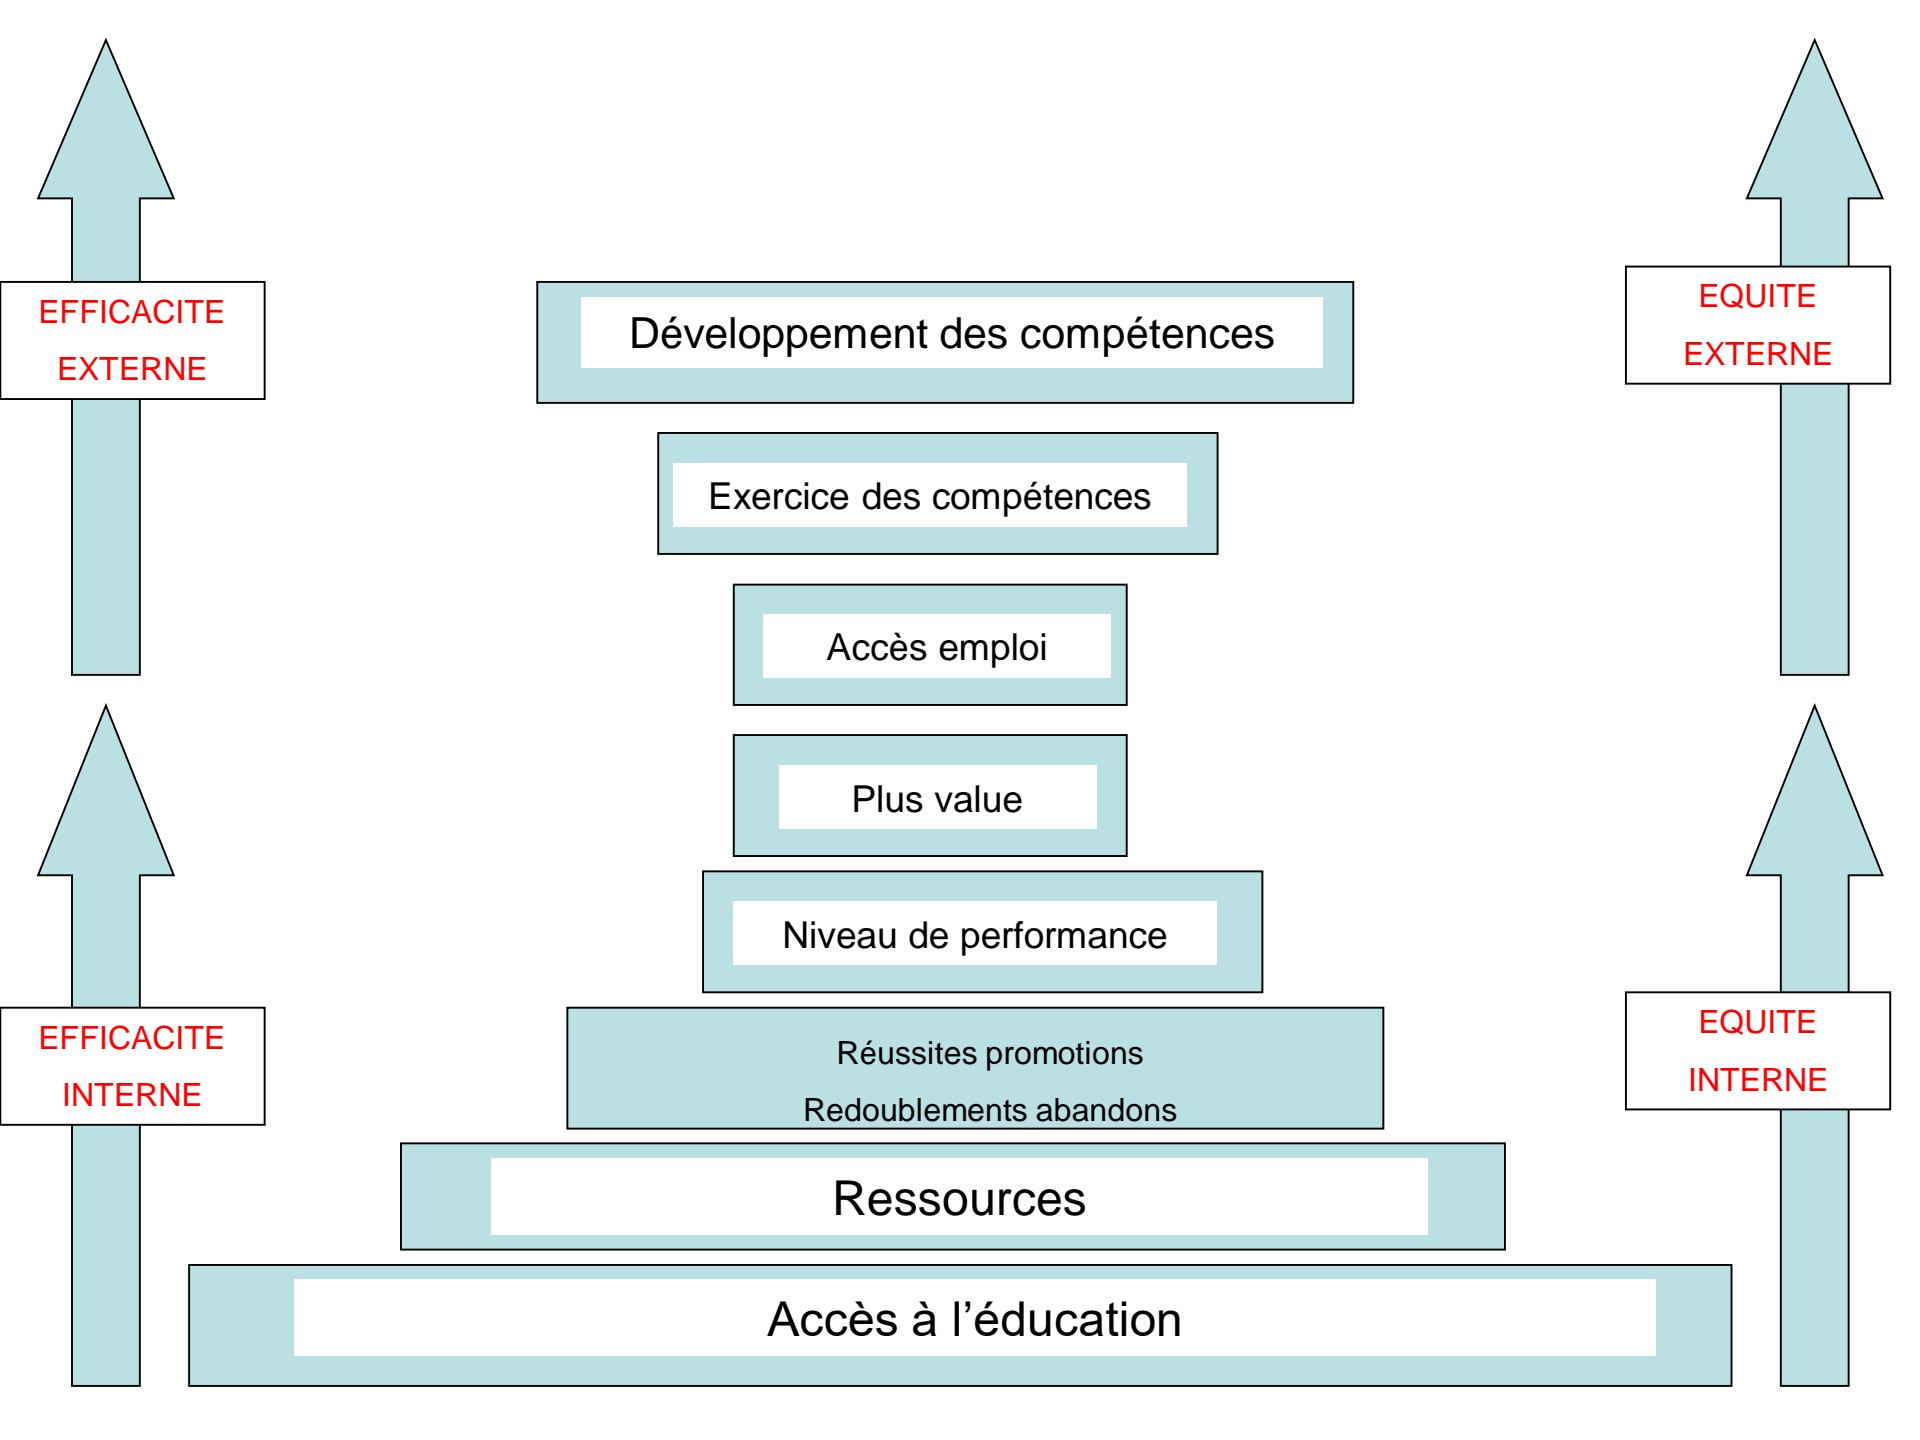 EFFICACITE
EXTERNE
EQUITE
EXTERNE
Développement des compétences
Exercice des compétences
Accès emploi
Plus value
Niveau de performance
EFFICACITE
INTERNE
EQUITE
INTERNE
Réussites promotions
Redoublements abandons
Ressources
Accès à l’éducation